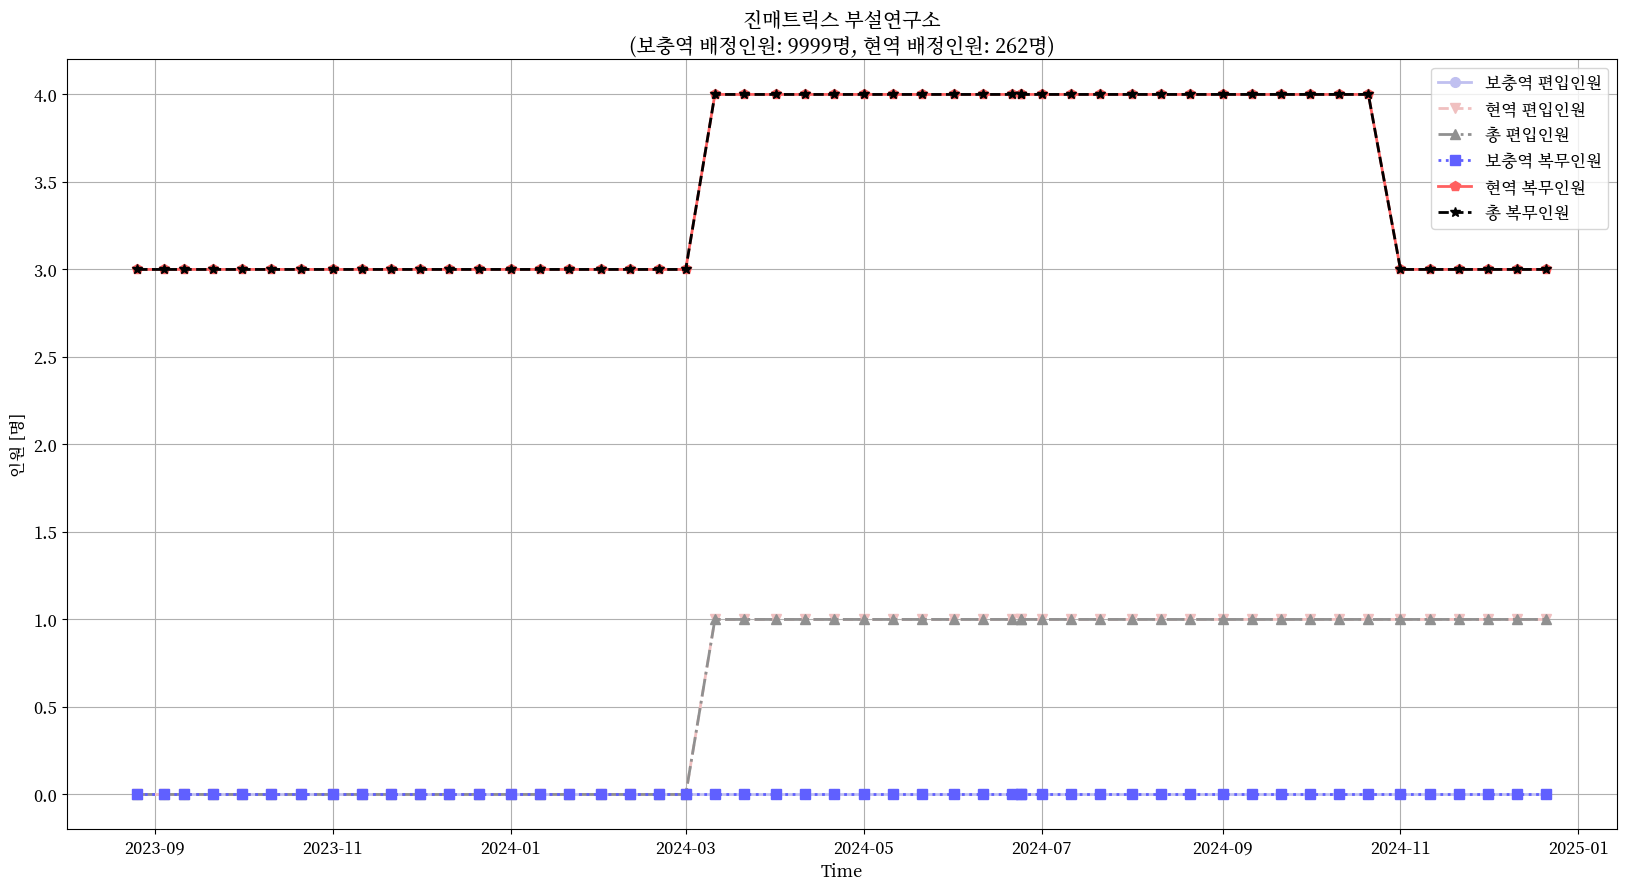 진매트릭스 부설연구소
(보충역 배정인원: 9999명, 현역 배정인원: 262명)
보충역 편입인원
현역 편입인원
총 편입인원
보충역 복무인원
현역 복무인원
총 복무인원
인원 [명]
4.0
3.5
3.0
2.5
2.0
1.5
1.0
0.5
0.0
2023-09
2023-11
2024-01
2024-03
2024-05
2024-07
2024-09
2024-11
2025-01
Time